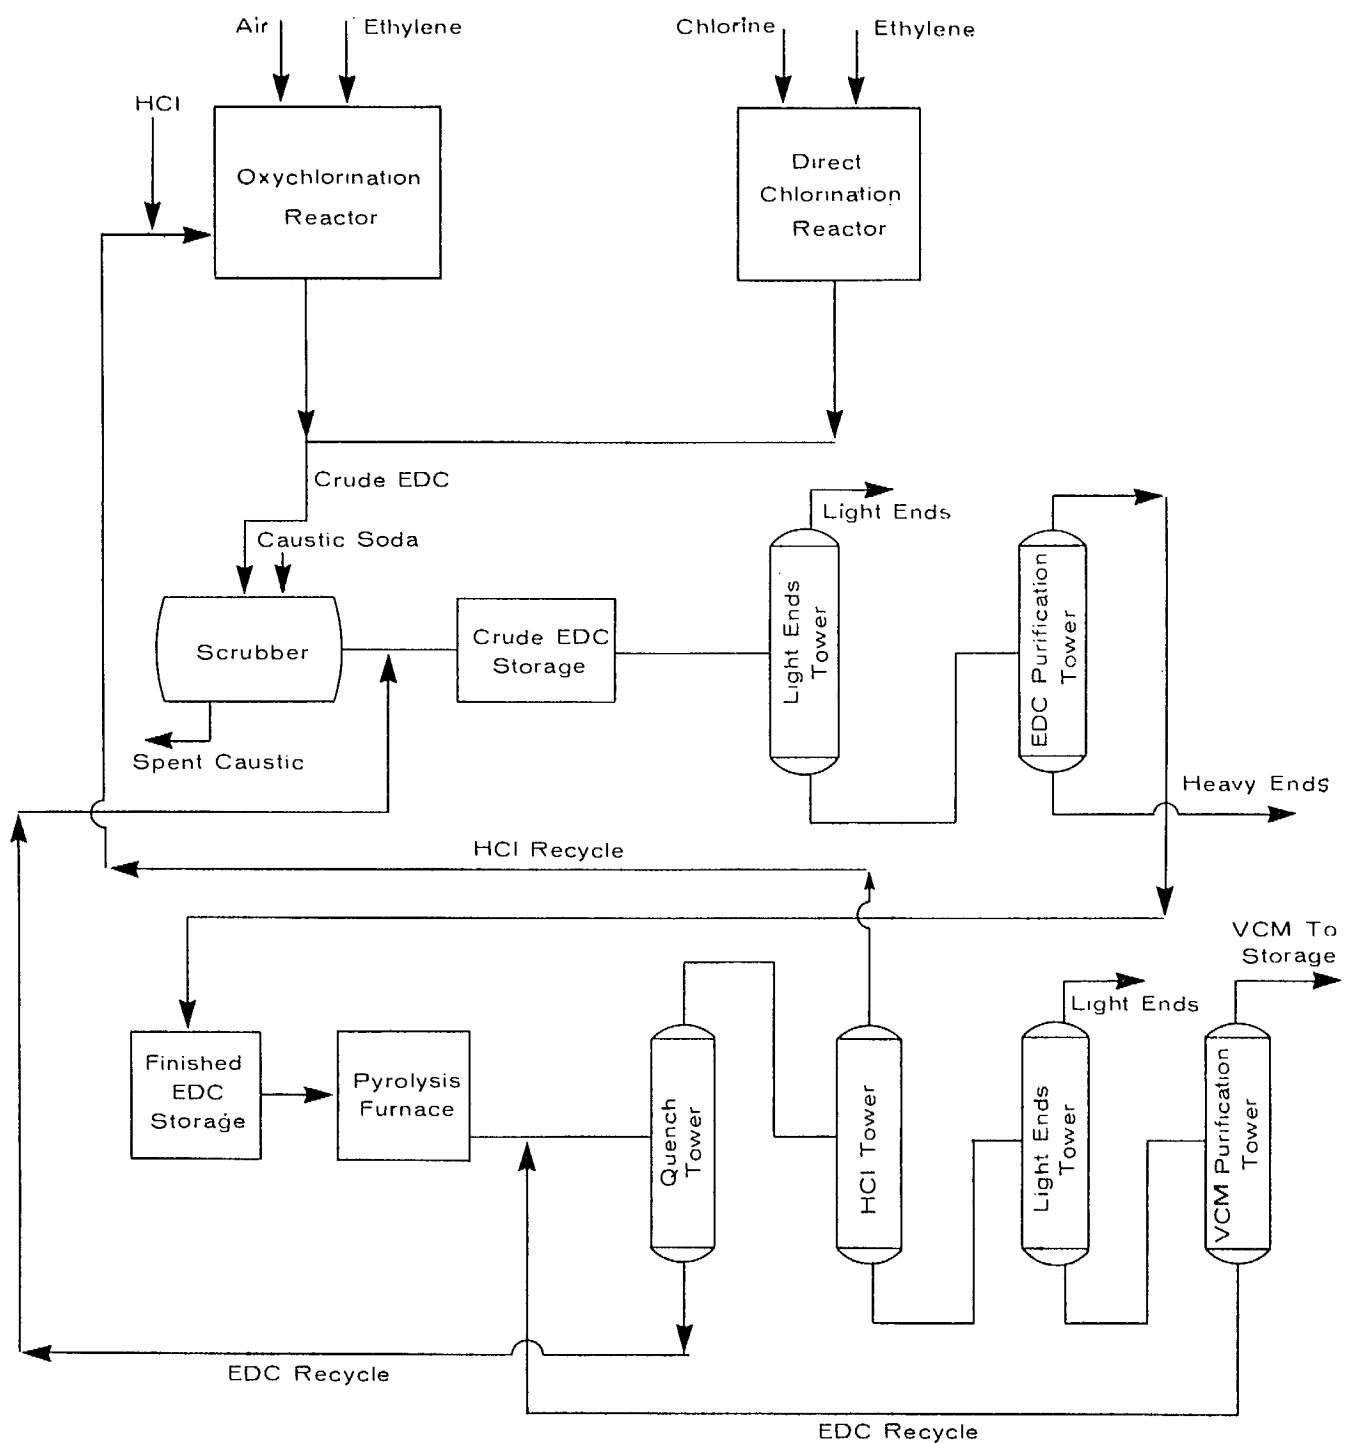 Air
Ethylene
Chlorine
Ethylene
HCl
Oxychlorination
Reactor
Direct
Chlorination
Reactor
Crude EDC
Caustic Soda
Light Ends
Scrubber
Crude EDC
Storage
Light Ends
Tower
EDC Purification
Tower
Spent Caustic
Heavy Ends
HCl Recycle
VCM To
Storage
Light Ends
Finished
EDC
Storage
Pyrolysis
Furnace
Quench
Tower
HCl Tower
Light Ends
Tower
VCM Purification
Tower
EDC Recycle
EDC Recycle